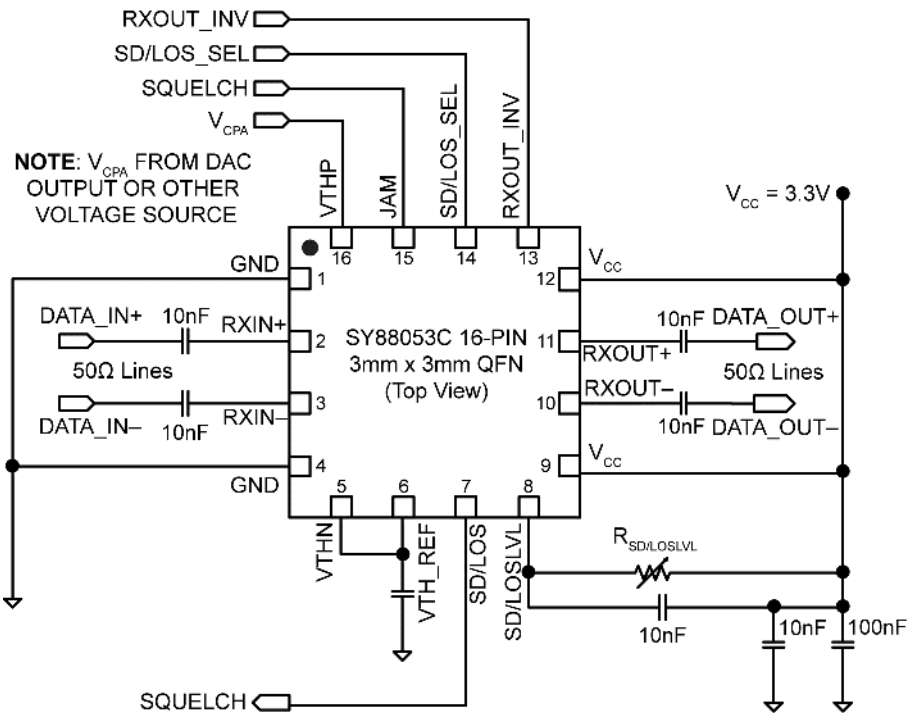 RXOUT_INV
SD/LOS_SEL
SQUELCH
VCPA
NOTE: VCPA FROM DAC
OUTPUT OR OTHER
VOLTAGE SOURCE
VTHP
JAM
SD/LOS_SEL
RXOUT_INV
VCC = 3.3V
16
15
14
13
GND
1
12
VCC
DATA_IN+
10nF
RXIN+
2
SY88053C 16-PIN
3mm x 3mm QFN
(Top View)
11
RXOUT+
10nF
DATA_OUT+
50Ω Lines
50Ω Lines
DATA_IN–
10nF
RXIN–
3
10
RXOUT–
10nF
DATA_OUT–
GND
4
9
VCC
5
6
7
8
VTHN
VTH_REF
SD/LOS
SD/LOSLVL
RSD/LOSLVL
10nF
10nF
100nF
SQUELCH